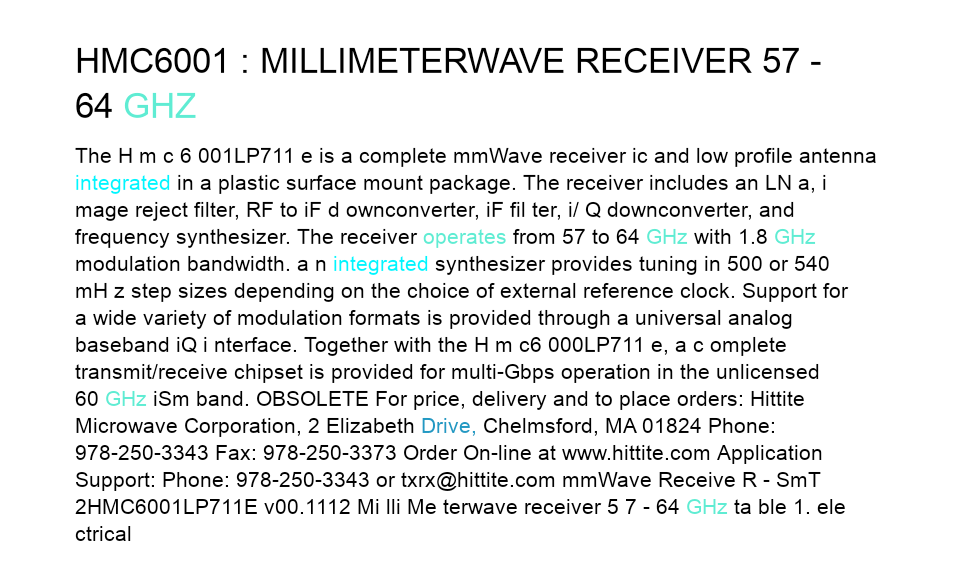 HMC6001 : MILLIMETERWAVE RECEIVER 57 -
64 GHZ
The H m c 6 001LP711 e is a complete mmWave receiver ic and low profile antenna
integrated in a plastic surface mount package. The receiver includes an LN a, i
mage reject filter, RF to iF d ownconverter, iF fil ter, i/ Q downconverter, and
frequency synthesizer. The receiver operates from 57 to 64 GHz with 1.8 GHz
modulation bandwidth. a n integrated synthesizer provides tuning in 500 or 540
mH z step sizes depending on the choice of external reference clock. Support for
a wide variety of modulation formats is provided through a universal analog
baseband iQ i nterface. Together with the H m c6 000LP711 e, a c omplete
transmit/receive chipset is provided for multi-Gbps operation in the unlicensed
60 GHz iSm band. OBSOLETE For price, delivery and to place orders: Hittite
Microwave Corporation, 2 Elizabeth Drive, Chelmsford, MA 01824 Phone:
978-250-3343 Fax: 978-250-3373 Order On-line at www.hittite.com Application
Support: Phone: 978-250-3343 or txrx@hittite.com mmWave Receive R - SmT
2HMC6001LP711E v00.1112 Mi lli Me terwave receiver 5 7 - 64 GHz ta ble 1. ele
ctrical